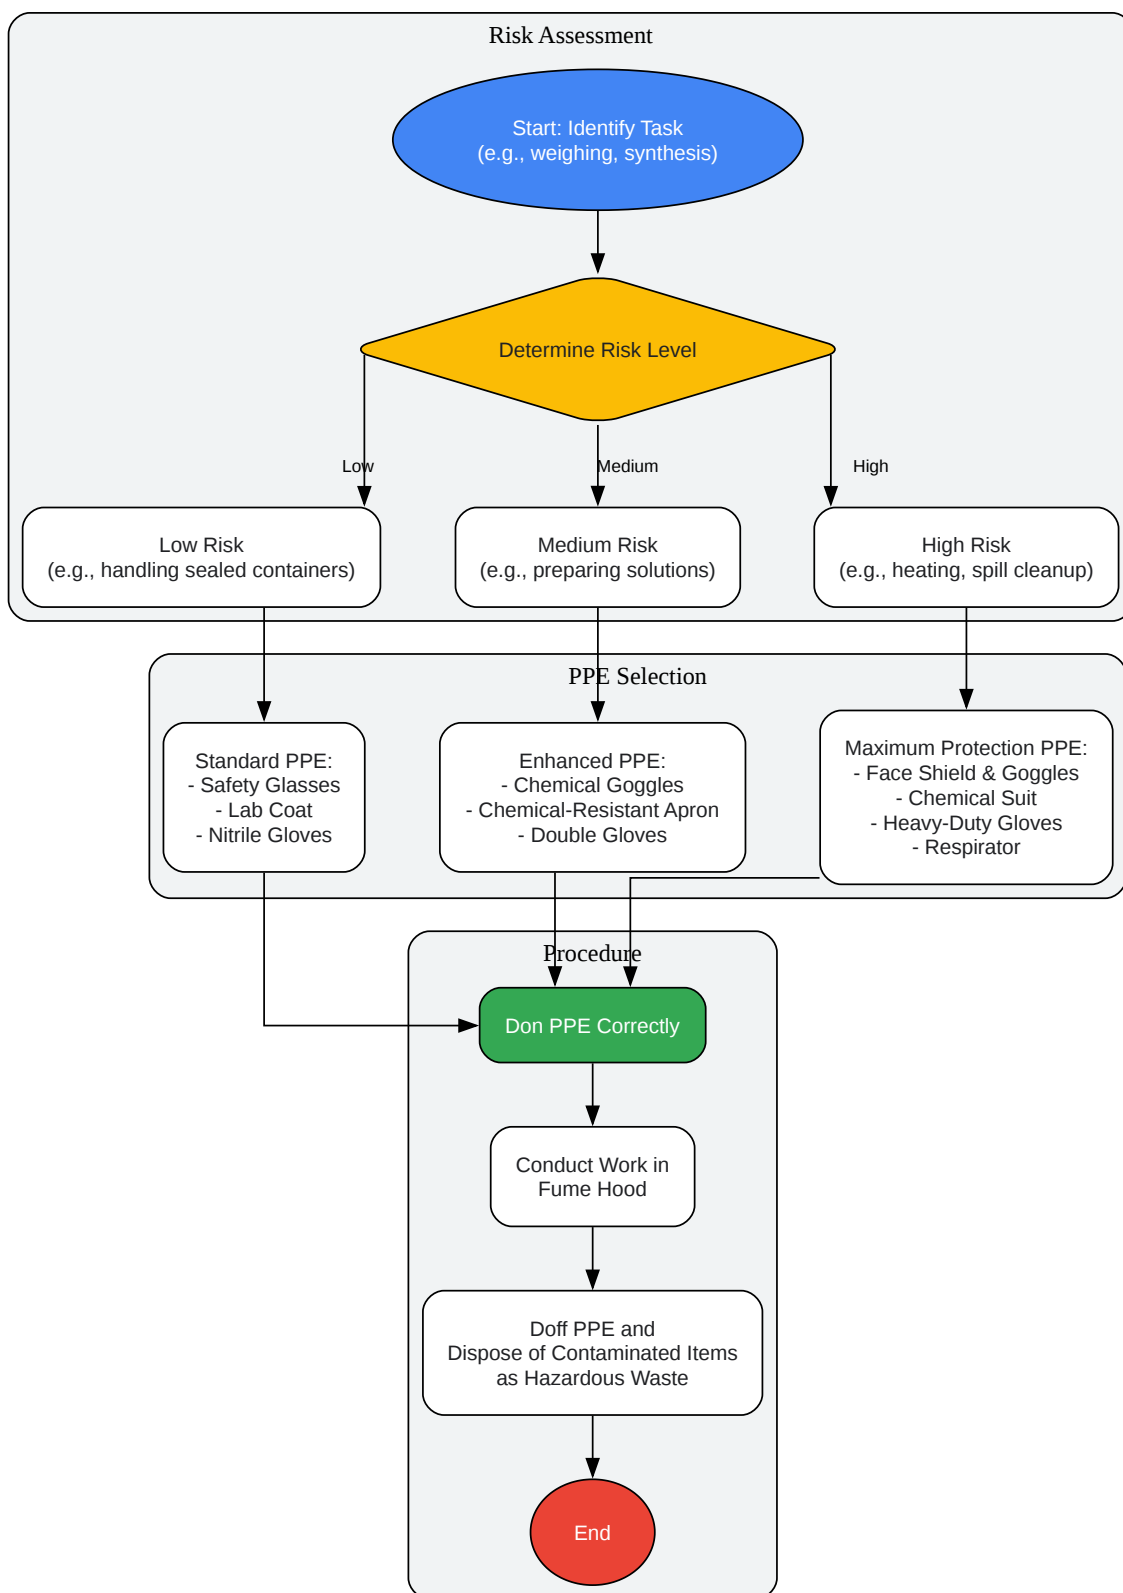 Risk Assessment
Start: Identify Task
(e.g., weighing, synthesis)
Determine Risk Level
Low
Medium
High
Low Risk
(e.g., handling sealed containers)
Medium Risk
(e.g., preparing solutions)
High Risk
(e.g., heating, spill cleanup)
PPE Selection
Standard PPE:
- Safety Glasses
- Lab Coat
- Nitrile Gloves
Enhanced PPE:
- Chemical Goggles
- Chemical-Resistant Apron
- Double Gloves
Maximum Protection PPE:
- Face Shield & Goggles
- Chemical Suit
- Heavy-Duty Gloves
- Respirator
Procedure
Don PPE Correctly
Conduct Work in
Fume Hood
Doff PPE and
Dispose of Contaminated Items
as Hazardous Waste
End